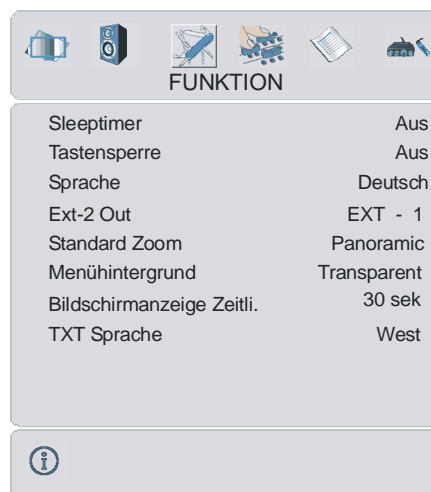 FUNKTION
Sleeptimer Aus
Tastensperre Aus
Sprache Deutsch
Ext-2 Out EXT - 1
Standard Zoom Panoramic
Menühintergrund Transparent
Bildschirmanzeige Zeitli. 30 sek
TXT Sprache West